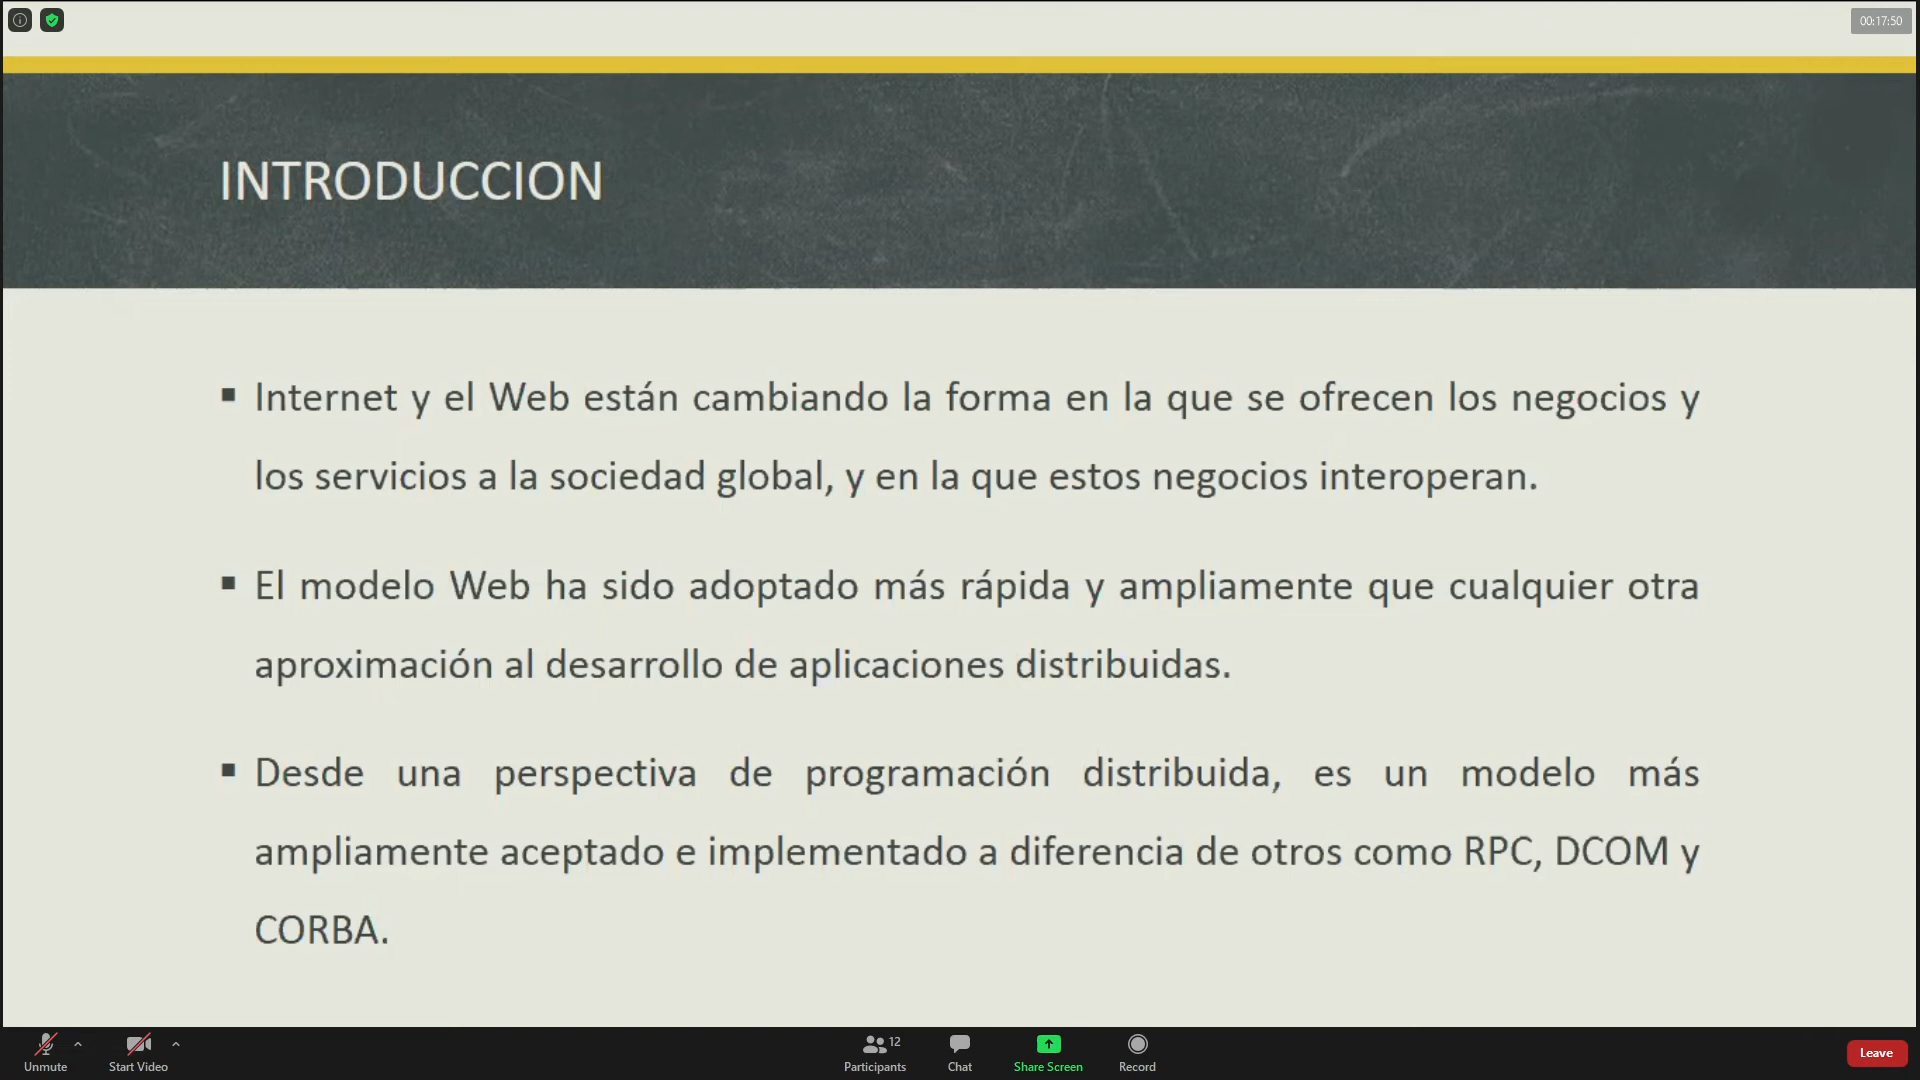 00:17:50
INTRODUCCION
▪ Internet y el Web están cambiando la forma en la que se ofrecen los negocios y
los servicios a la sociedad global, y en la que estos negocios interoperan.
▪ El modelo Web ha sido adoptado más rápida y ampliamente que cualquier otra
aproximación al desarrollo de aplicaciones distribuidas.
▪ Desde una perspectiva de programación distribuida, es un modelo más
ampliamente aceptado e implementado a diferencia de otros como RPC, DCOM y
CORBA.
Unmute
Start Video
12
Participants
Chat
Share Screen
Record
Leave